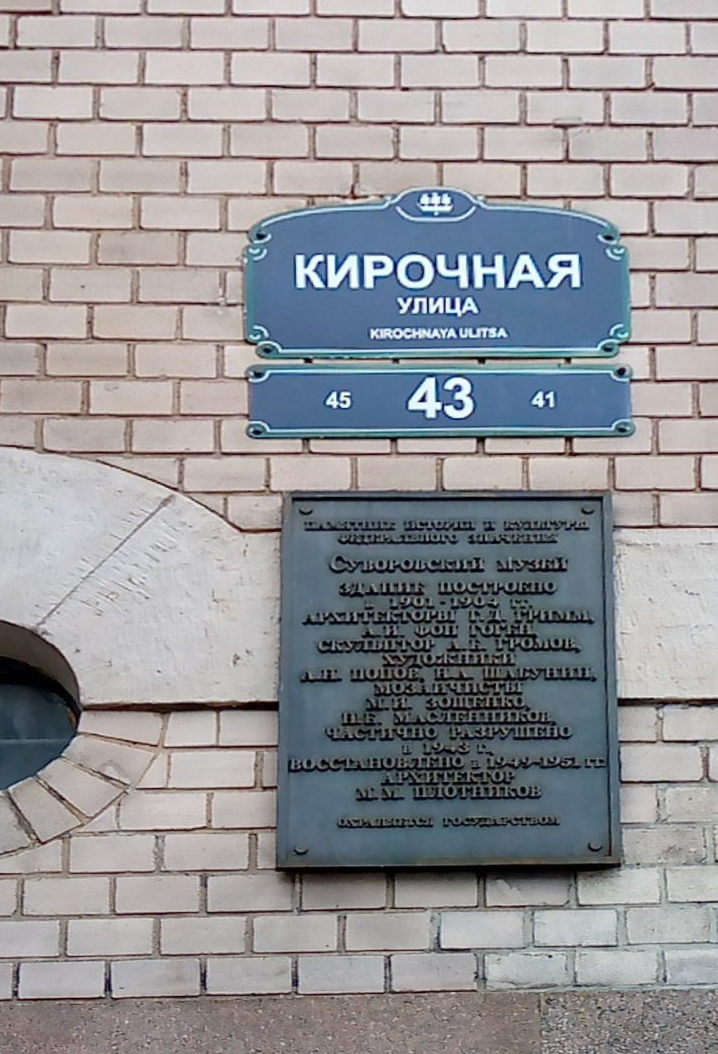 КИРОЧНАЯ
УЛИЦА
KIROCHNAYA ULITSA
45 43 41
ПАМЯТНИК ИСТОРИИ И КУЛЬТУРЫ
ФЕДЕРАЛЬНОГО ЗНАЧЕНИЯ
СУВОРОВСКИЙ МУЗЕЙ
ЗДАНИЕ ПОСТРОЕНО
в 1901-1904 гг.
АРХИТЕКТОРЫ Г.Д. ГРИММ,
А.И. ФОН ГОГЕН,
СКУЛЬПТОР А.Е. ГРОМОВ,
ХУДОЖНИКИ
А.Н. ПОПОВ, Н.А. ШАБУНИН,
МОЗАИЧИСТЫ
М.И. ЗОЩЕНКО,
Н.Е. МАСЛЕННИКОВ,
ЧАСТИЧНО РАЗРУШЕНО
в 1943 г.,
ВОССТАНОВЛЕНО в 1949-1951 гг.
АРХИТЕКТОР
М.М. ПЛОТНИКОВ
ОХРАНЯЕТСЯ ГОСУДАРСТВОМ